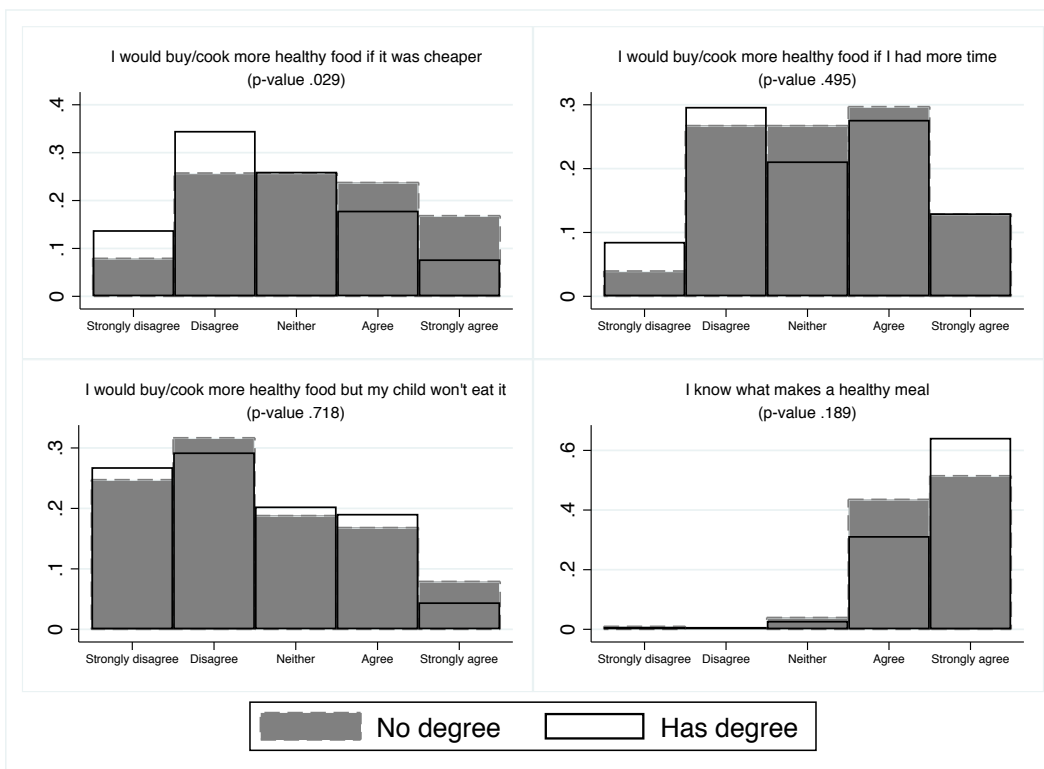 I would buy/cook more healthy food if it was cheaper
(p-value .029)
.4
.3
.2
.1
0
Strongly disagree Disagree Neither Agree Strongly agree
I would buy/cook more healthy food if I had more time
(p-value .495)
.3
.2
.1
0
Strongly disagree Disagree Neither Agree Strongly agree
I would buy/cook more healthy food but my child won't eat it
(p-value .718)
.3
.2
.1
0
Strongly disagree Disagree Neither Agree Strongly agree
I know what makes a healthy meal
(p-value .189)
.6
.4
.2
0
Strongly disagree Disagree Neither Agree Strongly agree
No degree Has degree